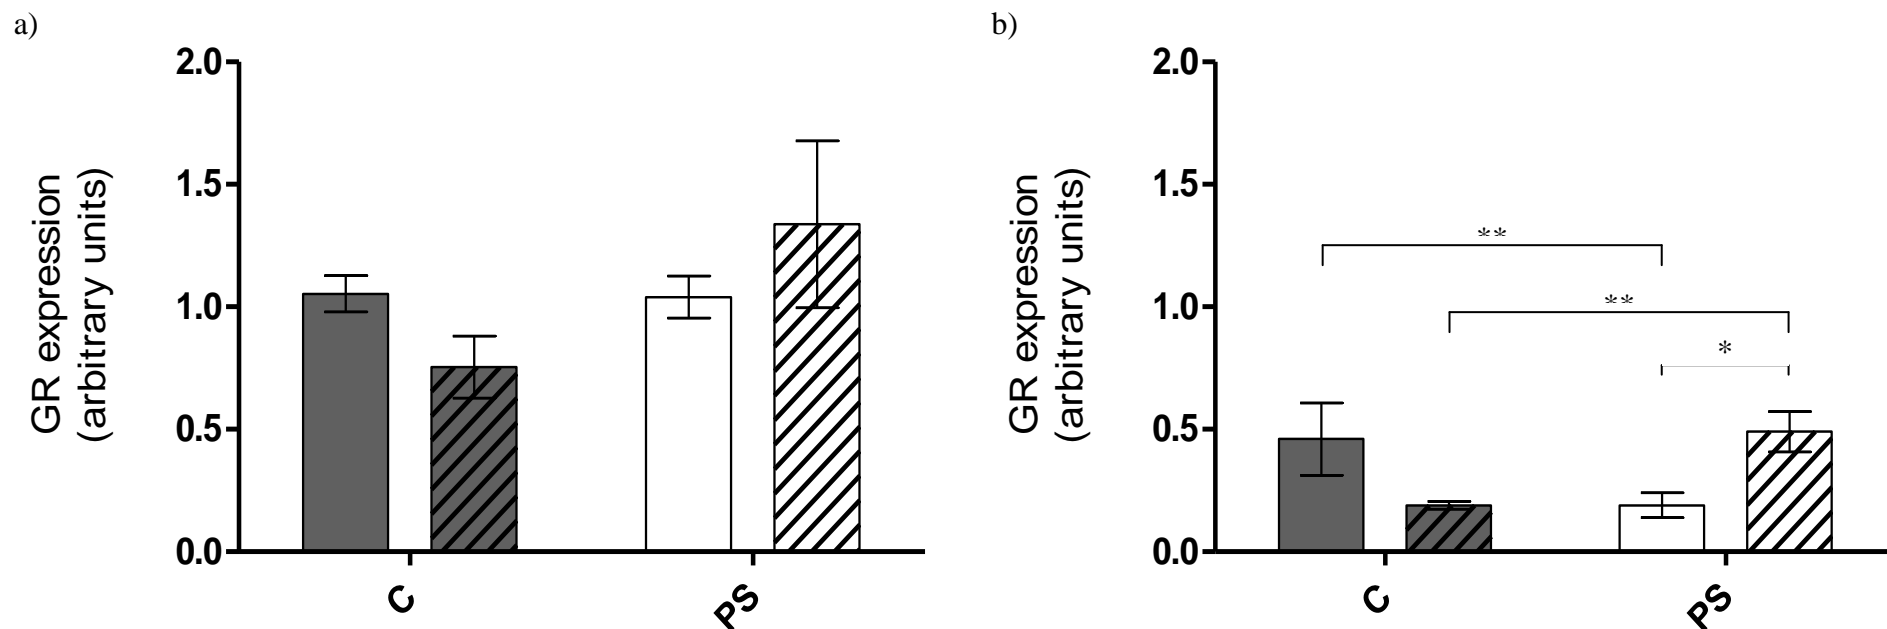 a)
GR expression
(arbitrary units)
2.0
1.5
1.0
0.5
0.0
C
PS
b)
GR expression
(arbitrary units)
2.0
1.5
1.0
0.5
0.0
**
**
*
C
PS